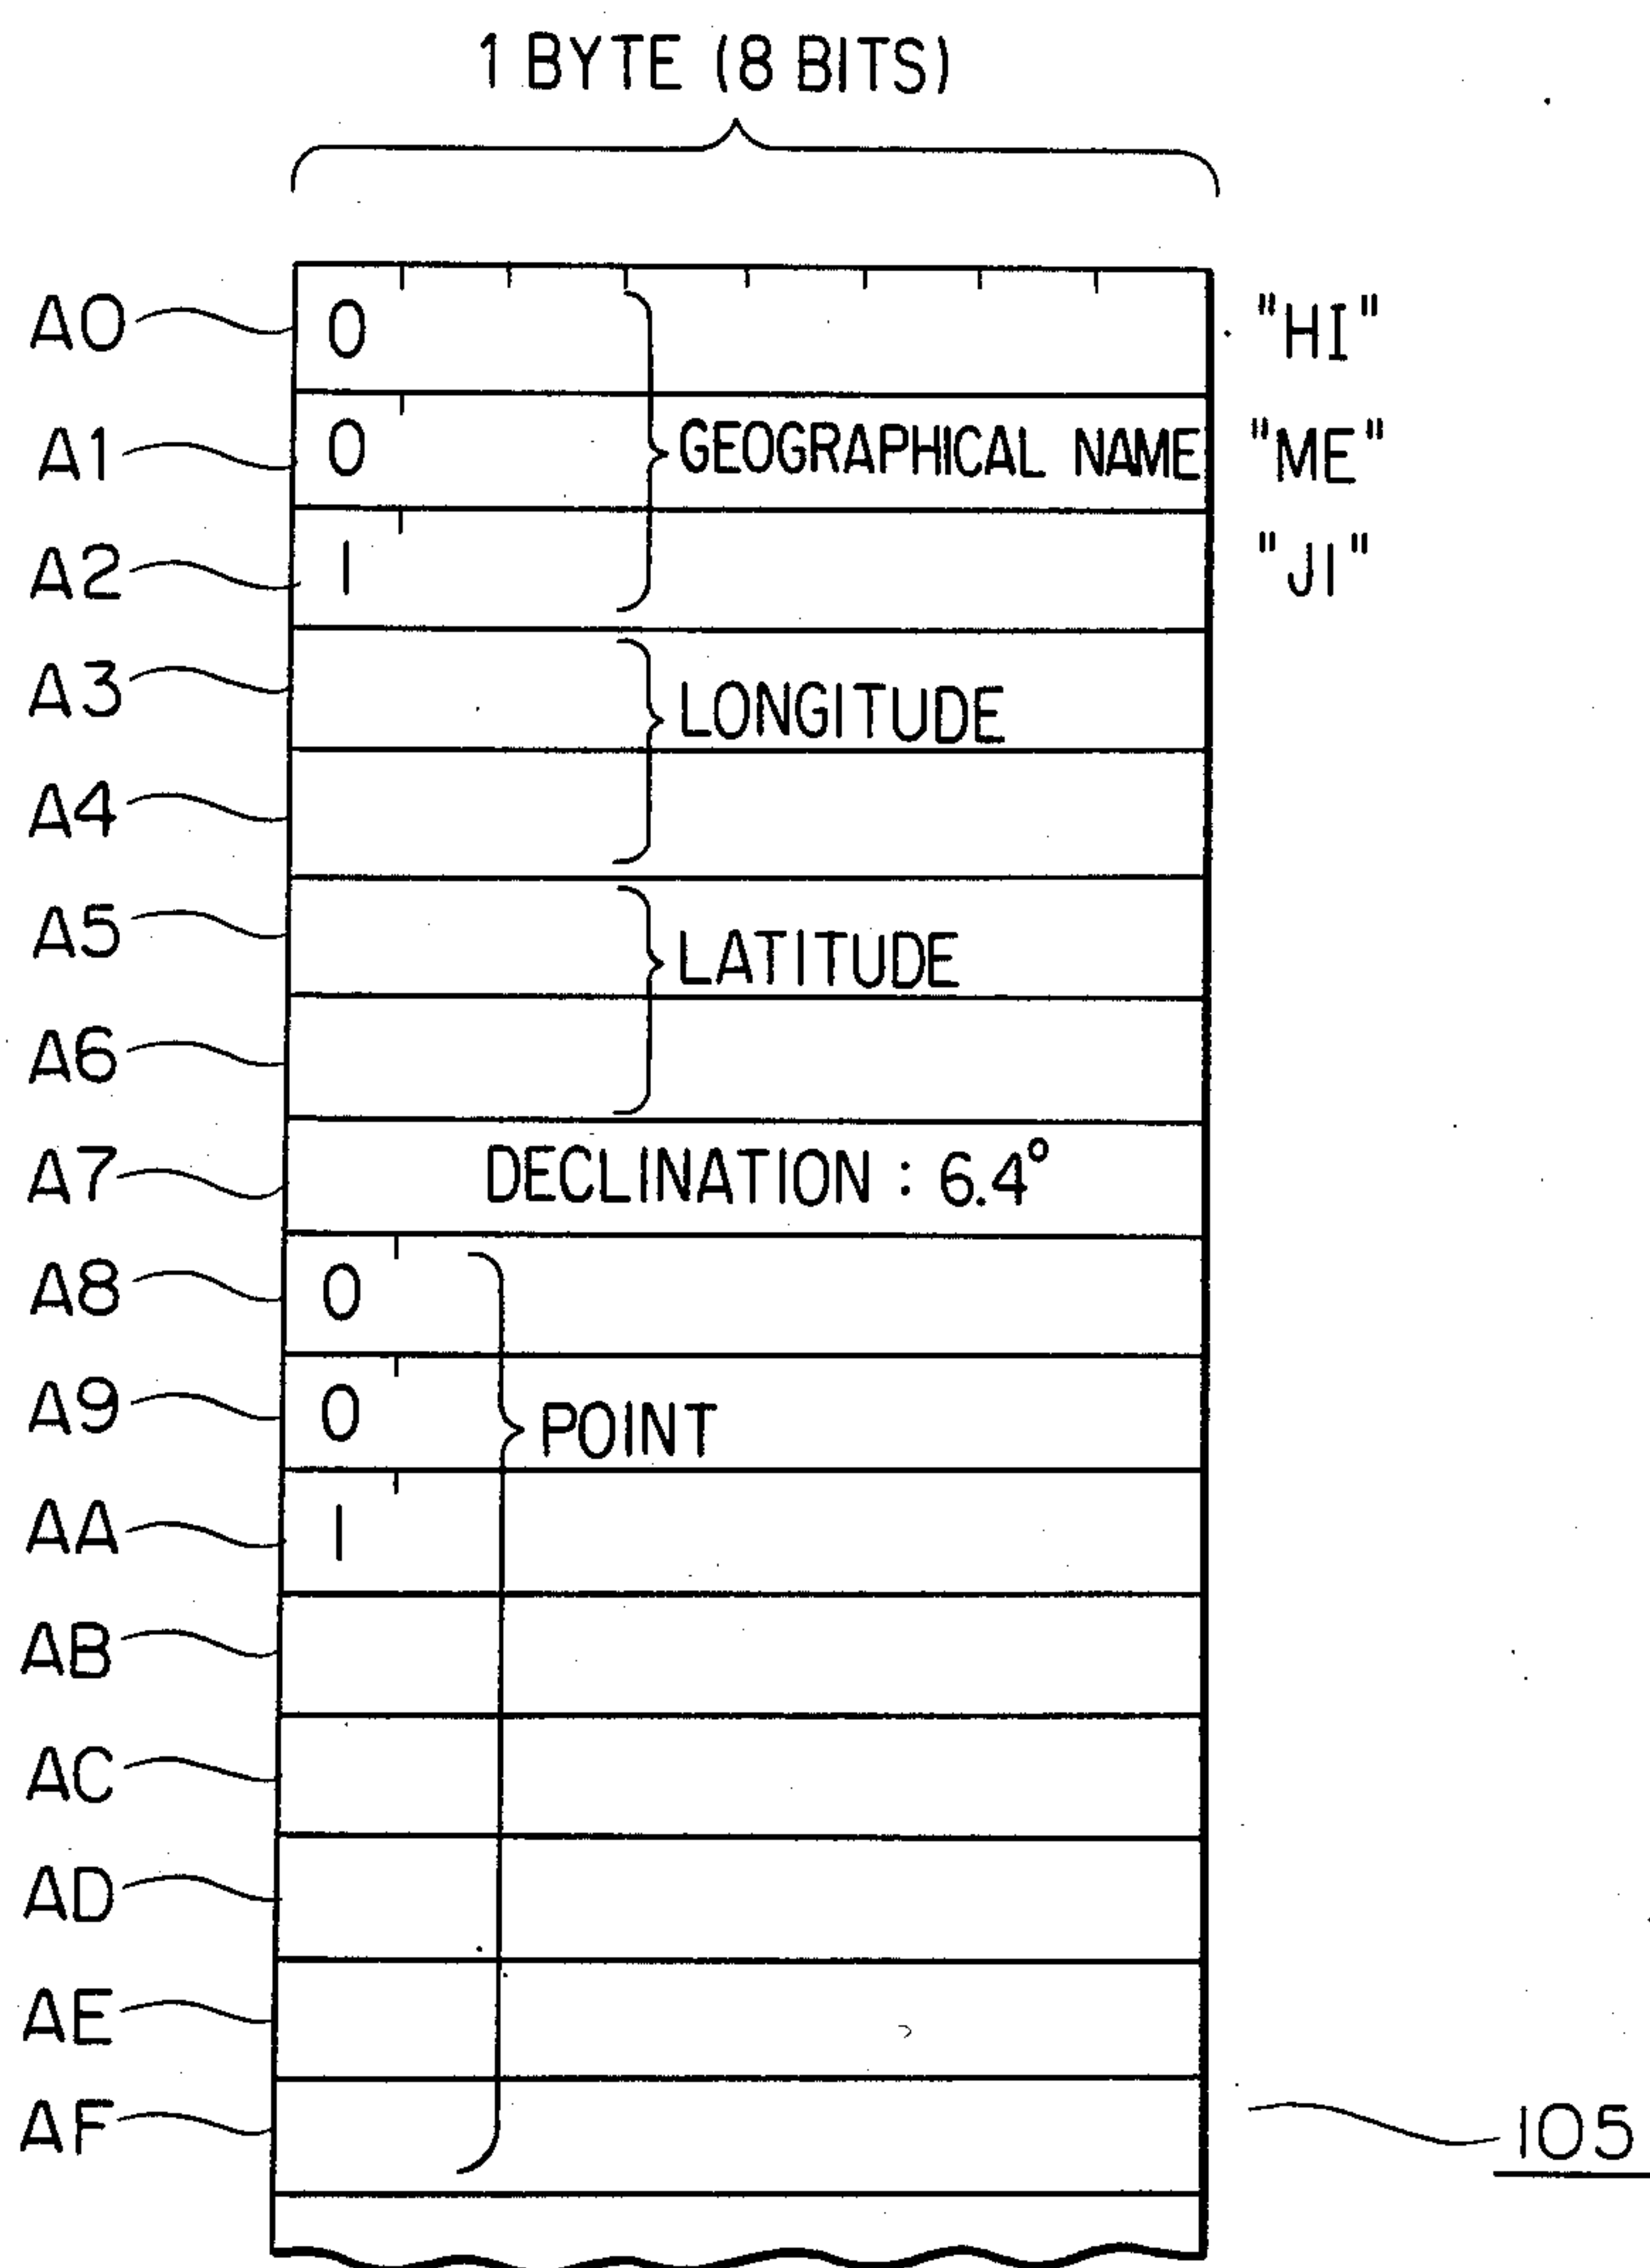 1 BYTE (8 BITS)
A0 0 "HI"
A1 0 GEOGRAPHICAL NAME "ME"
A2 1 "JI"
A3 LONGITUDE
A4
A5 LATITUDE
A6
A7 DECLINATION : 6.4°
A8 0
A9 0 POINT
AA 1
AB
AC
AD
AE
AF 105